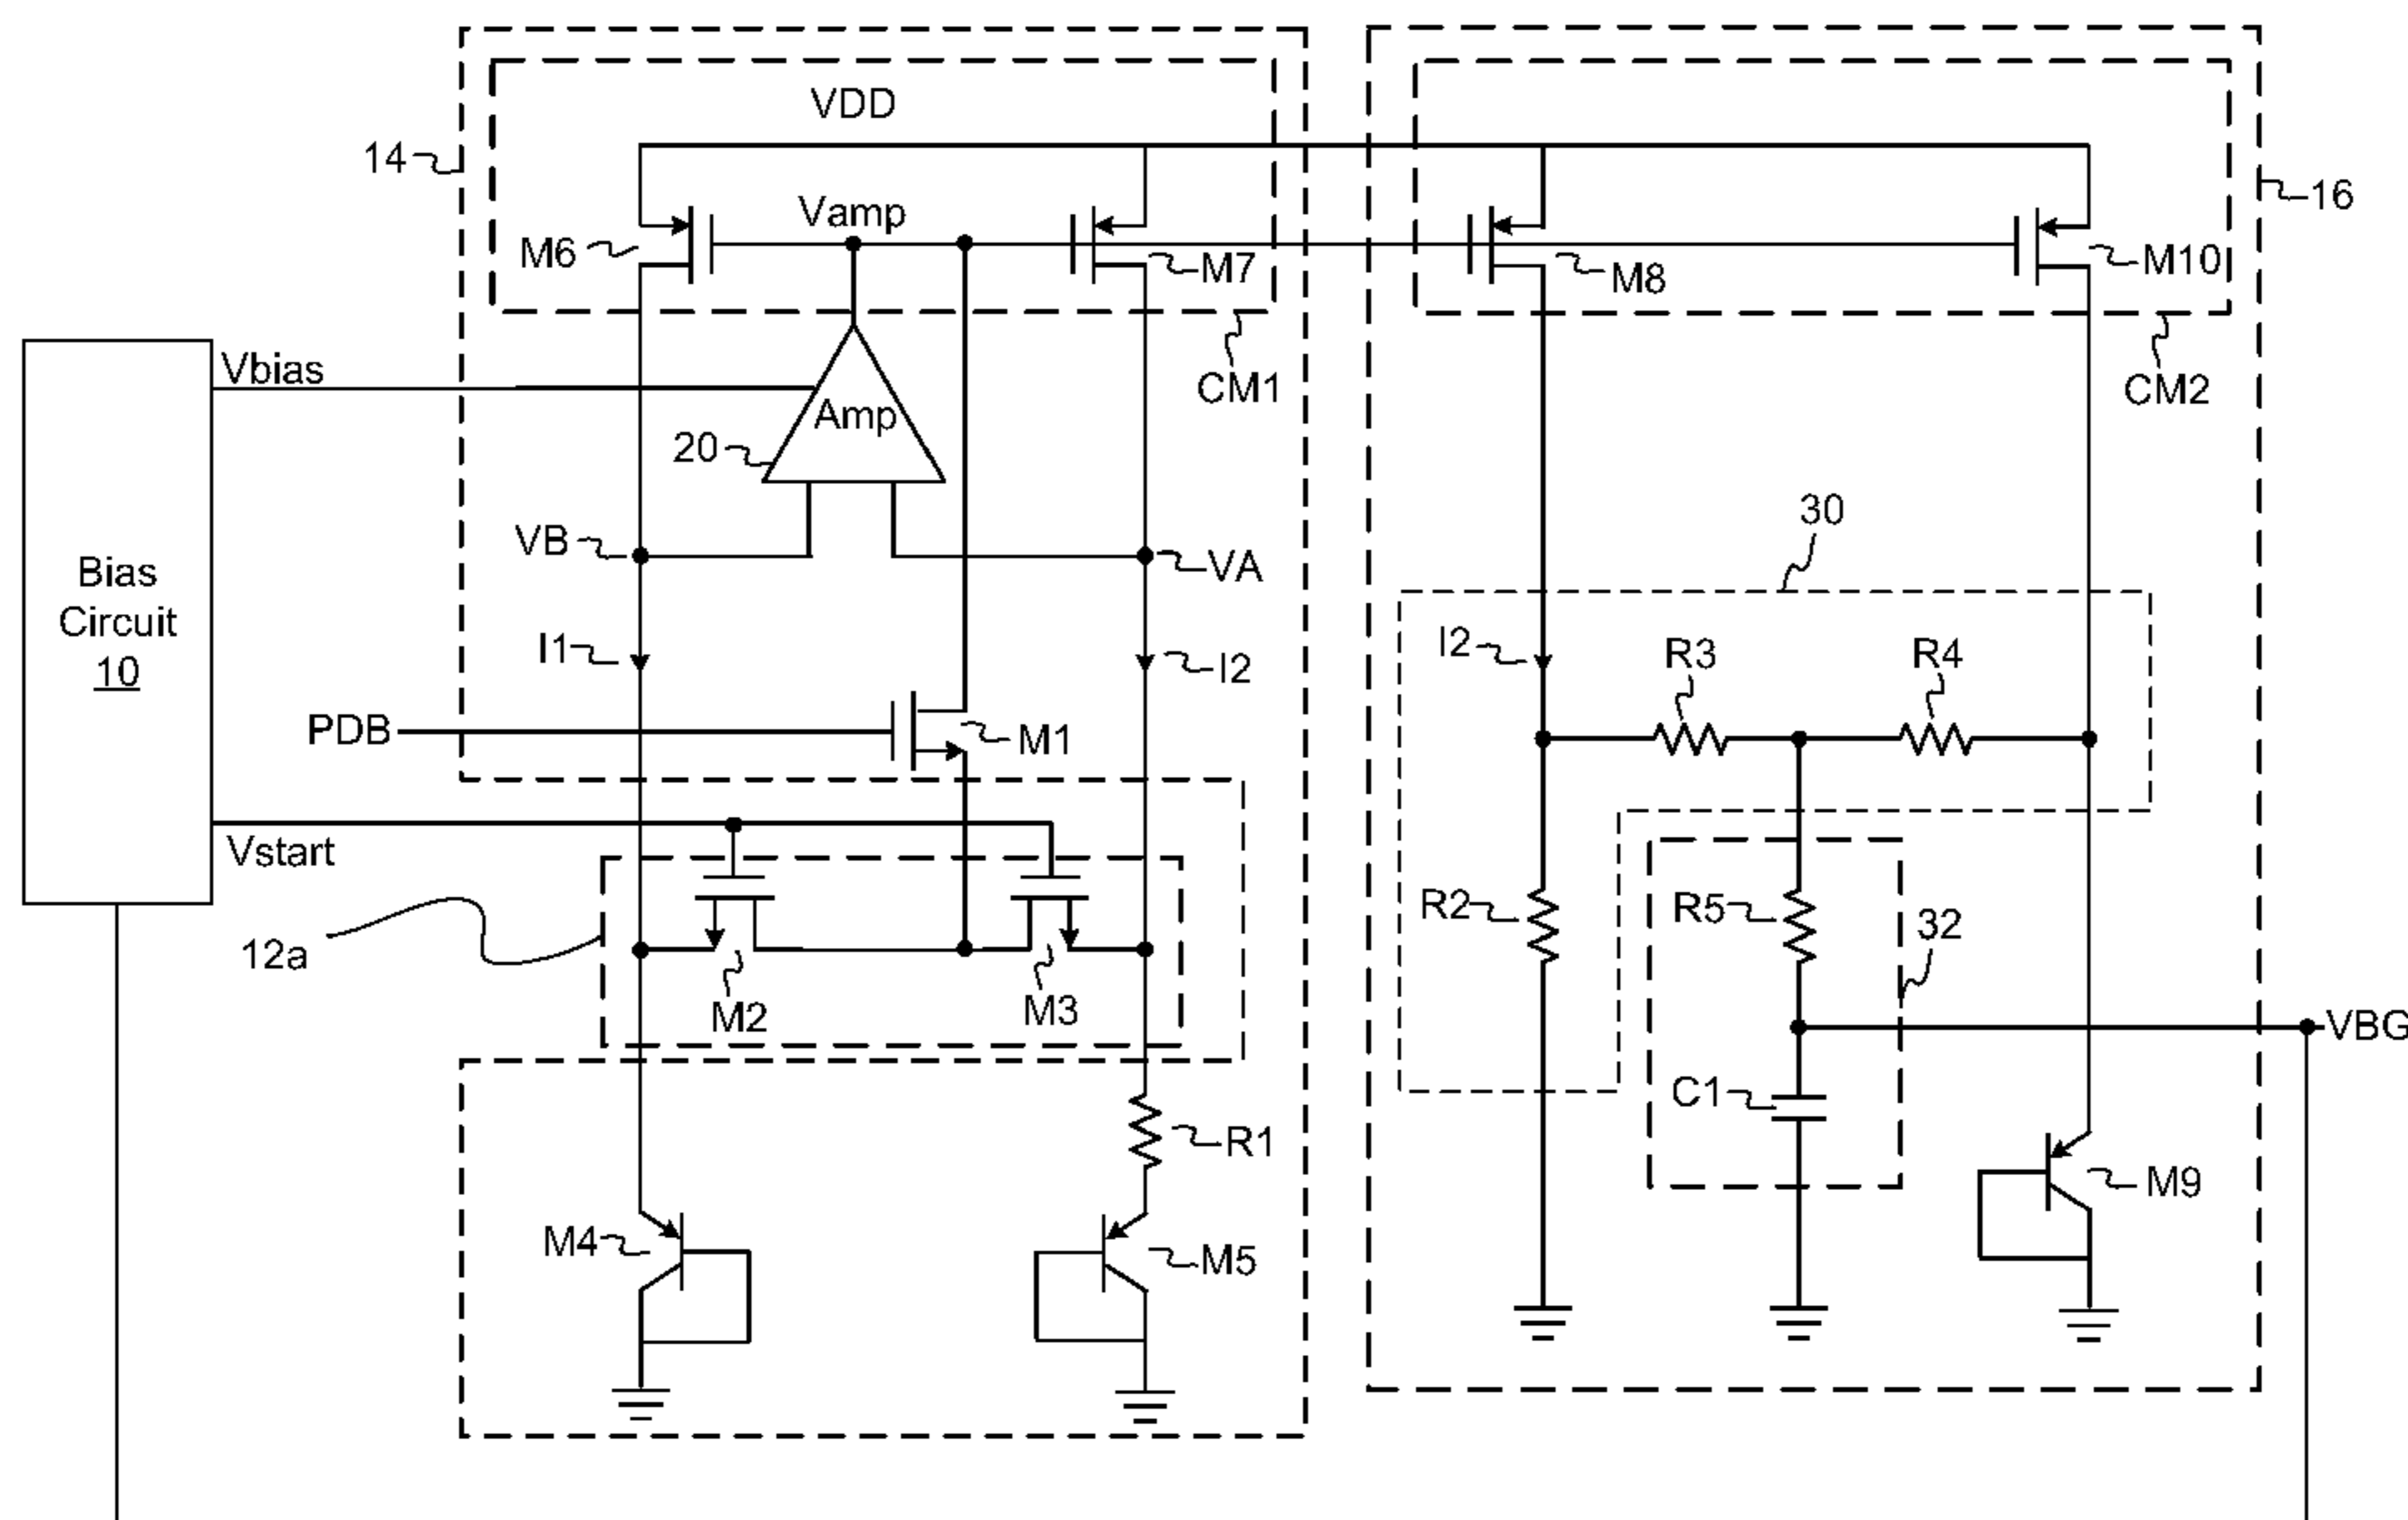 VDD
14
16
Vamp
M6
M7
M8
M10
Vbias
CM1
CM2
Amp
20
30
VB
VA
Bias
Circuit
10
I1
I2
I2
R3
R4
PDB
M1
Vstart
R2
R5
32
12a
M2
M3
VBG
C1
R1
M9
M4
M5